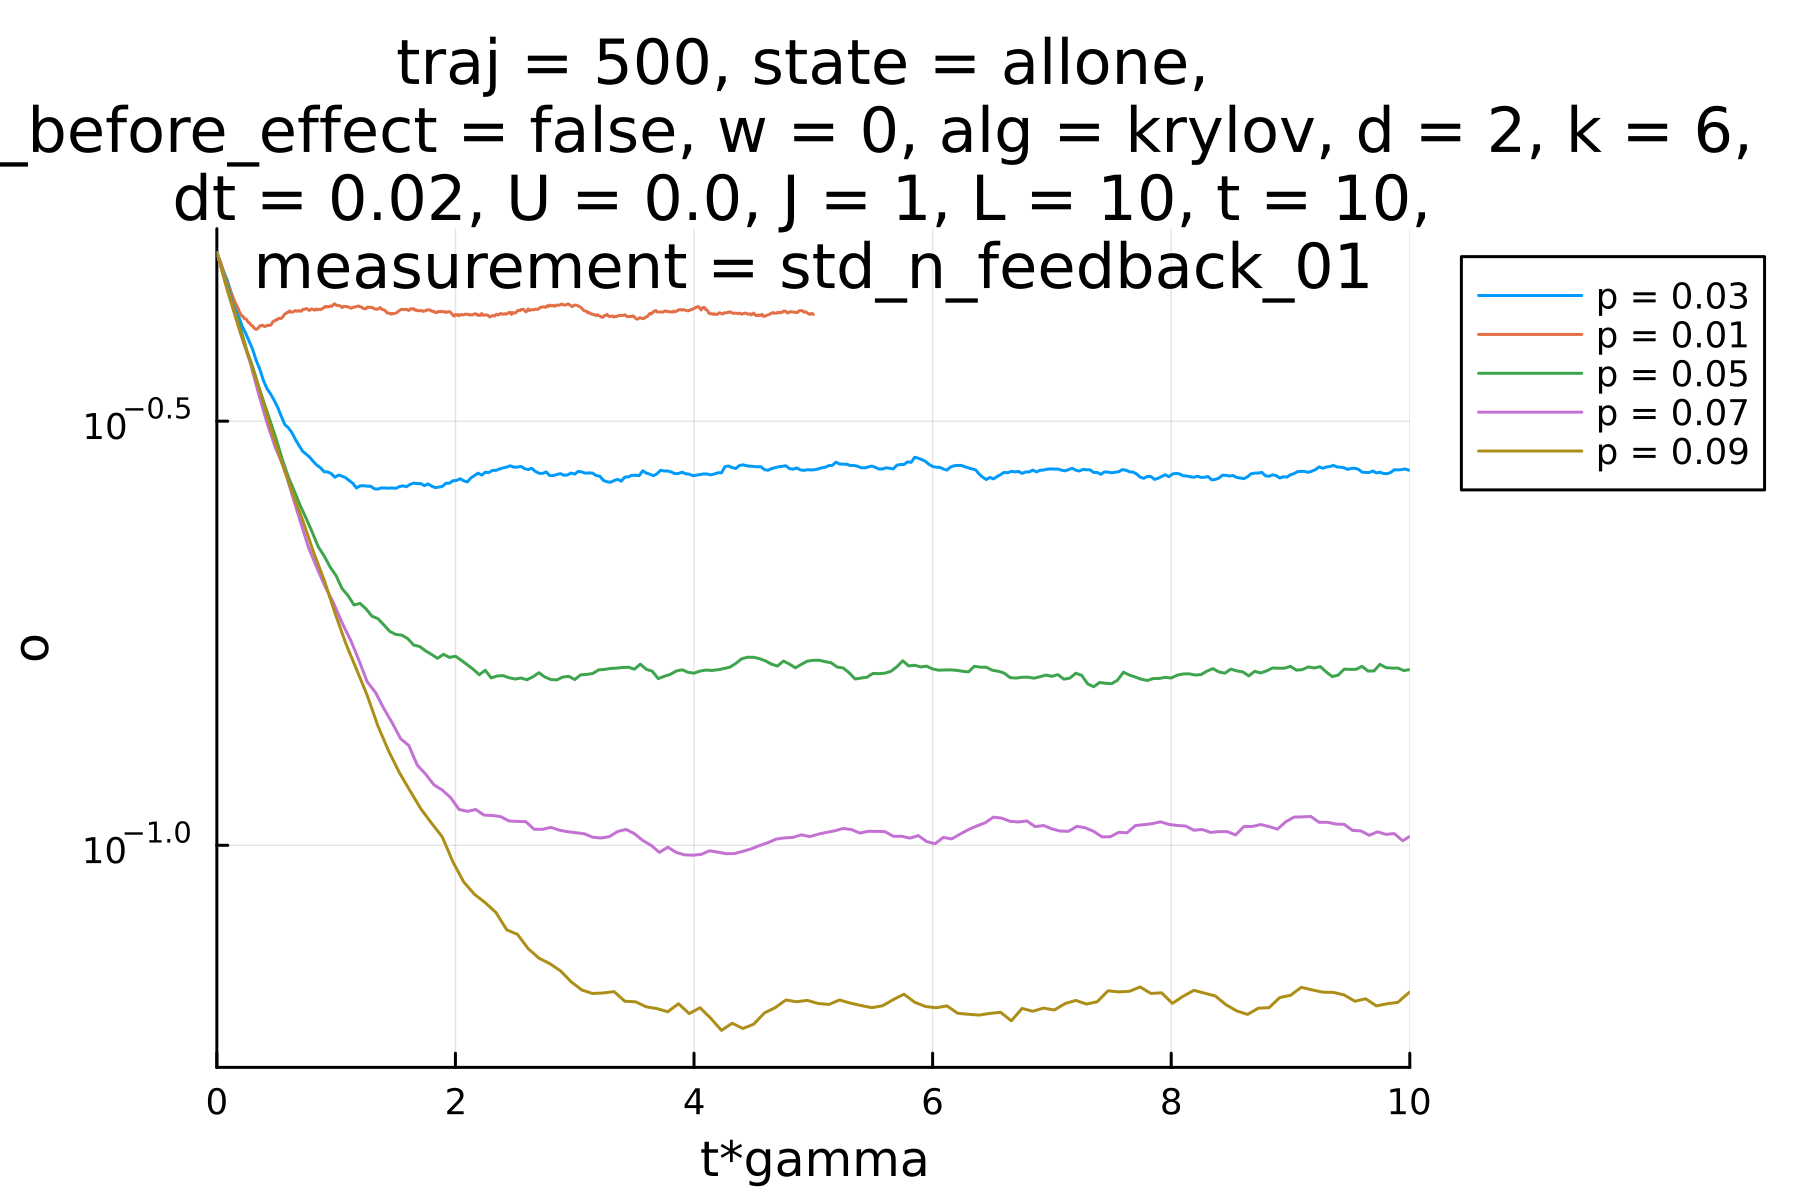 traj = 500, state = allone,
_before_effect = false, w = 0, alg = krylov, d = 2, k = 6,
dt = 0.02, U = 0.0, J = 1, L = 10, t = 10,
measurement = std_n_feedback_01
p = 0.03
p = 0.01
p = 0.05
p = 0.07
p = 0.09
10^−0.5
10^−1.0
o
0 2 4 6 8 10
t*gamma